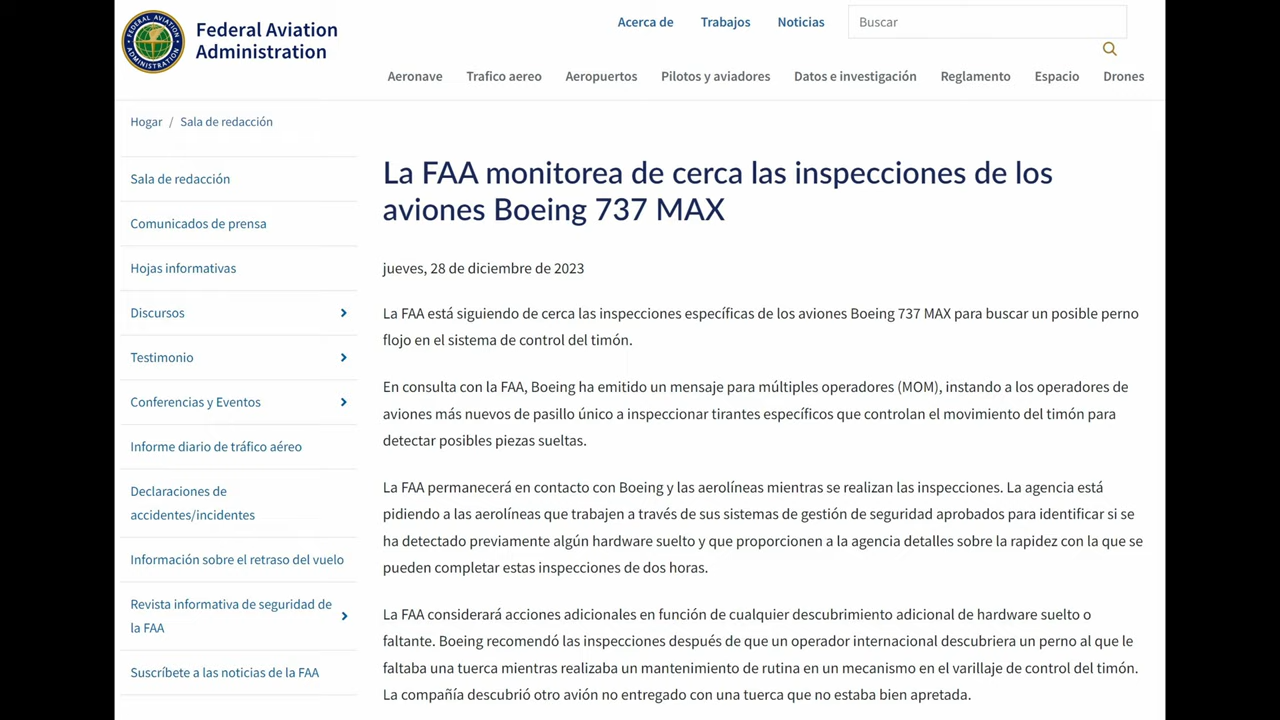 Federal Aviation
Administration
Acerca de
Trabajos
Noticias
Buscar
Aeronave
Trafico aereo
Aeropuertos
Pilotos y aviadores
Datos e investigación
Reglamento
Espacio
Drones
Hogar / Sala de redacción
Sala de redacción
Comunicados de prensa
Hojas informativas
Discursos
Testimonio
Conferencias y Eventos
Informe diario de tráfico aéreo
Declaraciones de
accidentes/incidentes
Información sobre el retraso del vuelo
Revista informativa de seguridad de
la FAA
Suscríbete a las noticias de la FAA
La FAA monitorea de cerca las inspecciones de los
aviones Boeing 737 MAX
jueves, 28 de diciembre de 2023
La FAA está siguiendo de cerca las inspecciones específicas de los aviones Boeing 737 MAX para buscar un posible perno
flojo en el sistema de control del timón.
En consulta con la FAA, Boeing ha emitido un mensaje para múltiples operadores (MOM), instando a los operadores de
aviones más nuevos de pasillo único a inspeccionar tirantes específicos que controlan el movimiento del timón para
detectar posibles piezas sueltas.
La FAA permanecerá en contacto con Boeing y las aerolíneas mientras se realizan las inspecciones. La agencia está
pidiendo a las aerolíneas que trabajen a través de sus sistemas de gestión de seguridad aprobados para identificar si se
ha detectado previamente algún hardware suelto y que proporcionen a la agencia detalles sobre la rapidez con la que se
pueden completar estas inspecciones de dos horas.
La FAA considerará acciones adicionales en función de cualquier descubrimiento adicional de hardware suelto o
faltante. Boeing recomendó las inspecciones después de que un operador internacional descubriera un perno al que le
faltaba una tuerca mientras realizaba un mantenimiento de rutina en un mecanismo en el varillaje de control del timón.
La compañía descubrió otro avión no entregado con una tuerca que no estaba bien apretada.
FEDERAL AVIATION
ADMINISTRATION